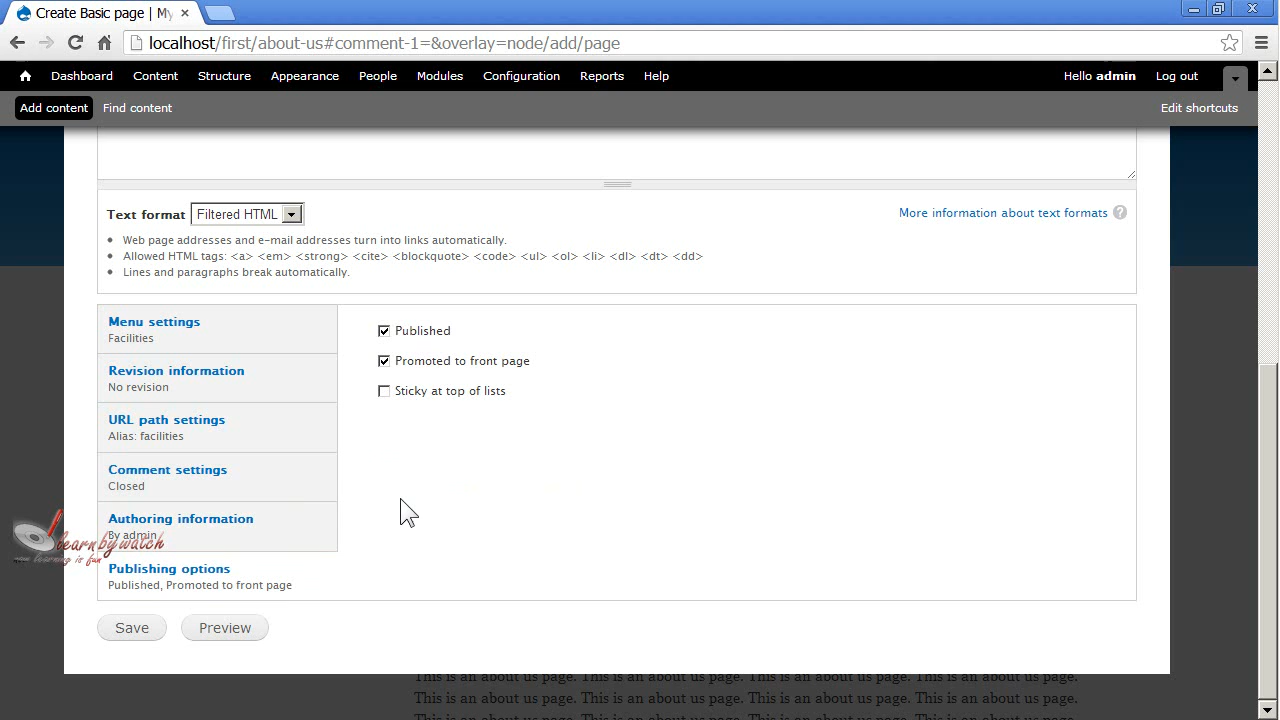 Create Basic page | My
localhost/first/about-us#comment-1=&overlay=node/add/page
Dashboard Content Structure Appearance People Modules Configuration Reports Help Hello admin Log out
Add content Find content Edit shortcuts
Text format Filtered HTML More information about text formats ?
Web page addresses and e-mail addresses turn into links automatically.
Allowed HTML tags: <a> <em> <strong> <cite> <blockquote> <code> <ul> <ol> <li> <dl> <dt> <dd>
Lines and paragraphs break automatically.
Menu settings
Facilities
Revision information
No revision
URL path settings
Alias: facilities
Comment settings
Closed
Authoring information
By admin
Publishing options
Published, Promoted to front page
Published
Promoted to front page
Sticky at top of lists
learnbywatch
learning is fun
Save Preview
This is an about us page. This is an about us page. This is an about us page. This is an about us page.
This is an about us page. This is an about us page. This is an about us page. This is an about us page.